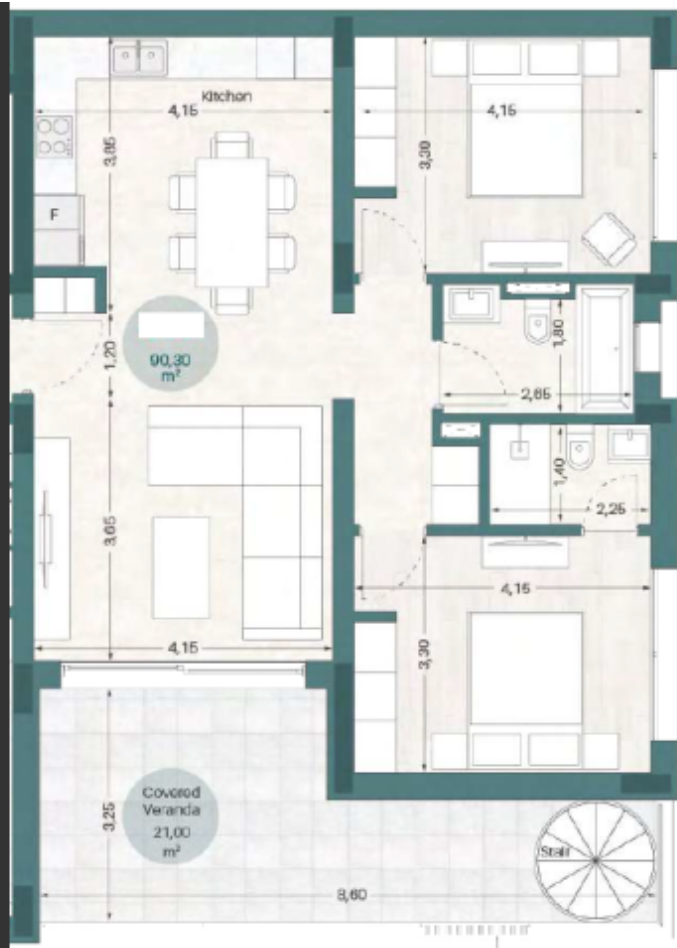 Kitchen
4,15
4,15
3,85
3,30
F
1,20
90,30
m²
1,80
2,65
1,40
2,25
3,65
4,15
4,15
3,30
Covered
Veranda
21,00
m²
3,25
Stair
8,60